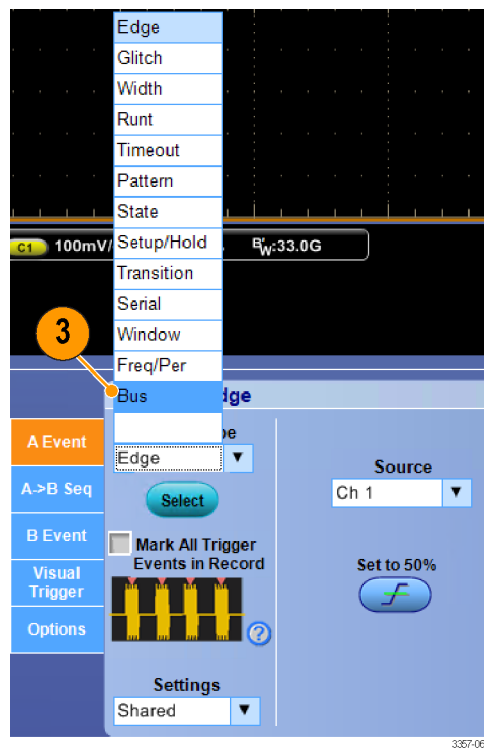 Edge
Glitch
Width
Runt
Timeout
Pattern
State
Setup/Hold
Transition
Serial
Window
Freq/Per
Bus
C1 100mV/
BW:33.0G
3
dge
A Event
A->B Seq
B Event
Visual
Trigger
Options
pe
Edge
Select
Mark All Trigger
Events in Record
Settings
Shared
Source
Ch 1
Set to 50%
3357-06